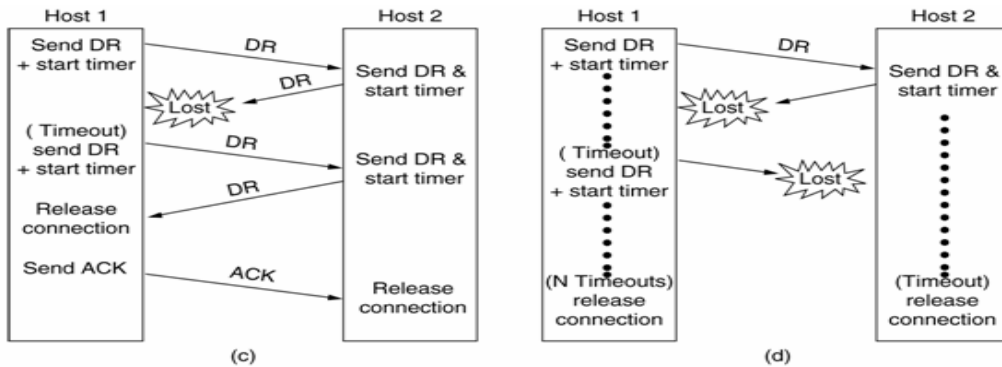 Host 1
Host 2
Send DR
+ start timer
DR
DR
Send DR &
start timer
Lost
( Timeout)
send DR
+ start timer
DR
Send DR &
start timer
DR
Release
connection
Send ACK
ACK
Release
connection
(c)
Host 1
Host 2
Send DR
+ start timer
DR
Send DR &
start timer
Lost
( Timeout)
send DR
+ start timer
Lost
(N Timeouts)
release
connection
(Timeout)
release
connection
(d)